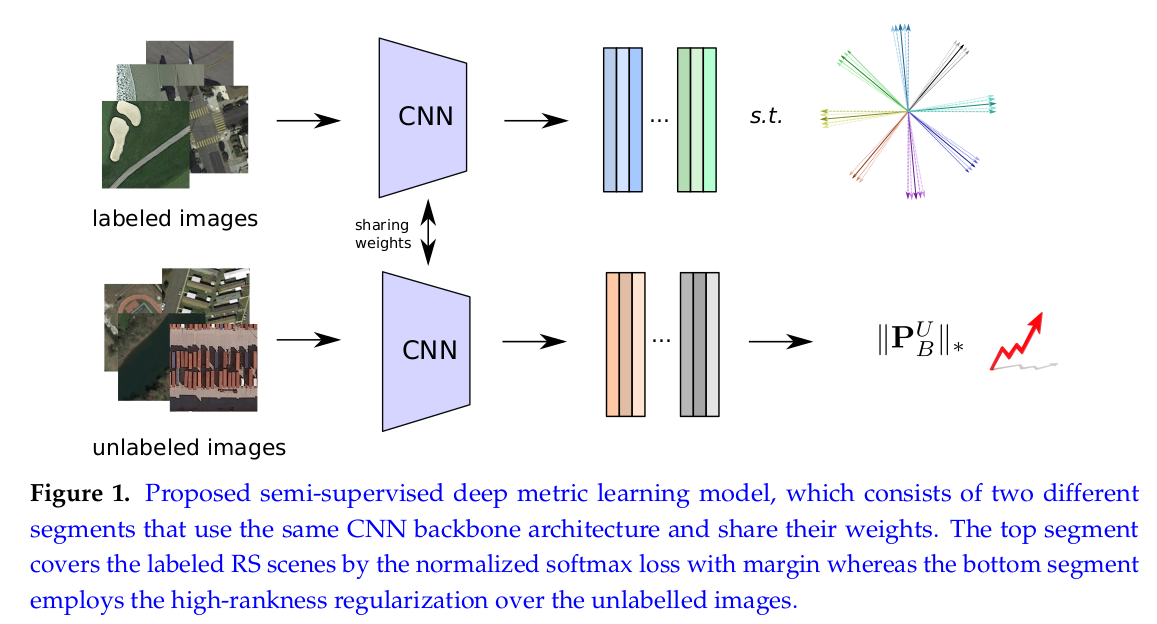 CNN
...
s.t.
labeled images
sharing
weights
CNN
...
‖P_B^U‖_*
unlabeled images
Figure 1. Proposed semi-supervised deep metric learning model, which consists of two different
segments that use the same CNN backbone architecture and share their weights. The top segment
covers the labeled RS scenes by the normalized softmax loss with margin whereas the bottom segment
employs the high-rankness regularization over the unlabelled images.